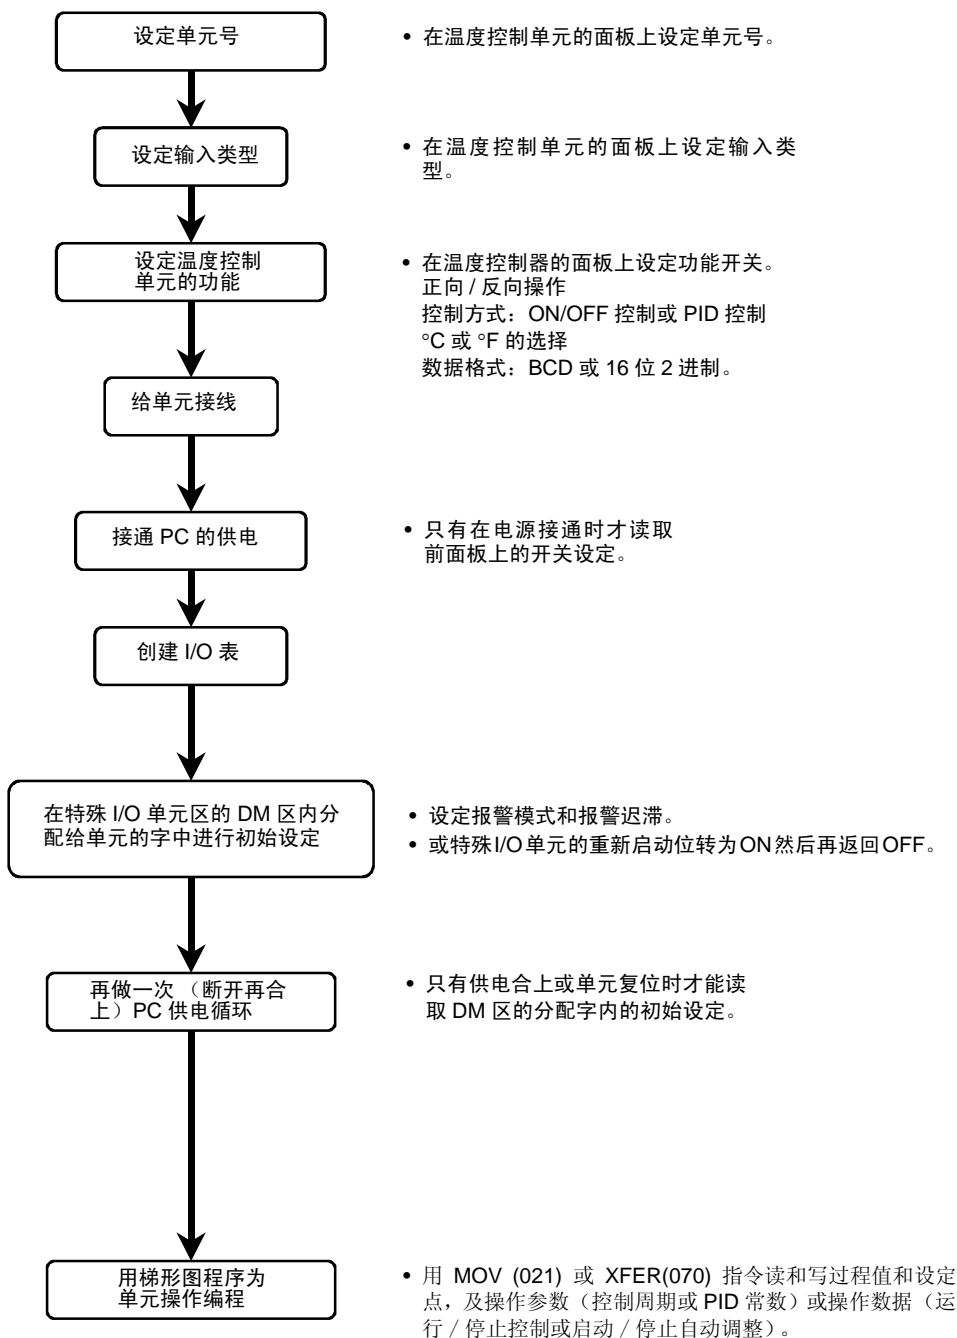 设定单元号
• 在温度控制单元的面板上设定单元号。
设定输入类型
• 在温度控制单元的面板上设定输入类
型。
设定温度控制
单元的功能
• 在温度控制器的面板上设定功能开关。
正向 / 反向操作
控制方式：ON/OFF 控制或 PID 控制
°C 或 °F 的选择
数据格式：BCD 或 16 位 2 进制。
给单元接线
接通 PC 的供电
• 只有在电源接通时才读取
前面板上的开关设定。
创建 I/O 表
在特殊 I/O 单元区的 DM 区内分
配给单元的字中进行初始设定
• 设定报警模式和报警迟滞。
• 或特殊I/O单元的重新启动位转为ON然后再返回OFF。
再做一次 （断开再合
上）PC 供电循环
• 只有供电合上或单元复位时才能读
取 DM 区的分配字内的初始设定。
用梯形图程序为
单元操作编程
• 用 MOV (021) 或 XFER(070) 指令读和写过程值和设定
点，及操作参数（控制周期或 PID 常数）或操作数据（运
行 / 停止控制或启动 / 停止自动调整）。